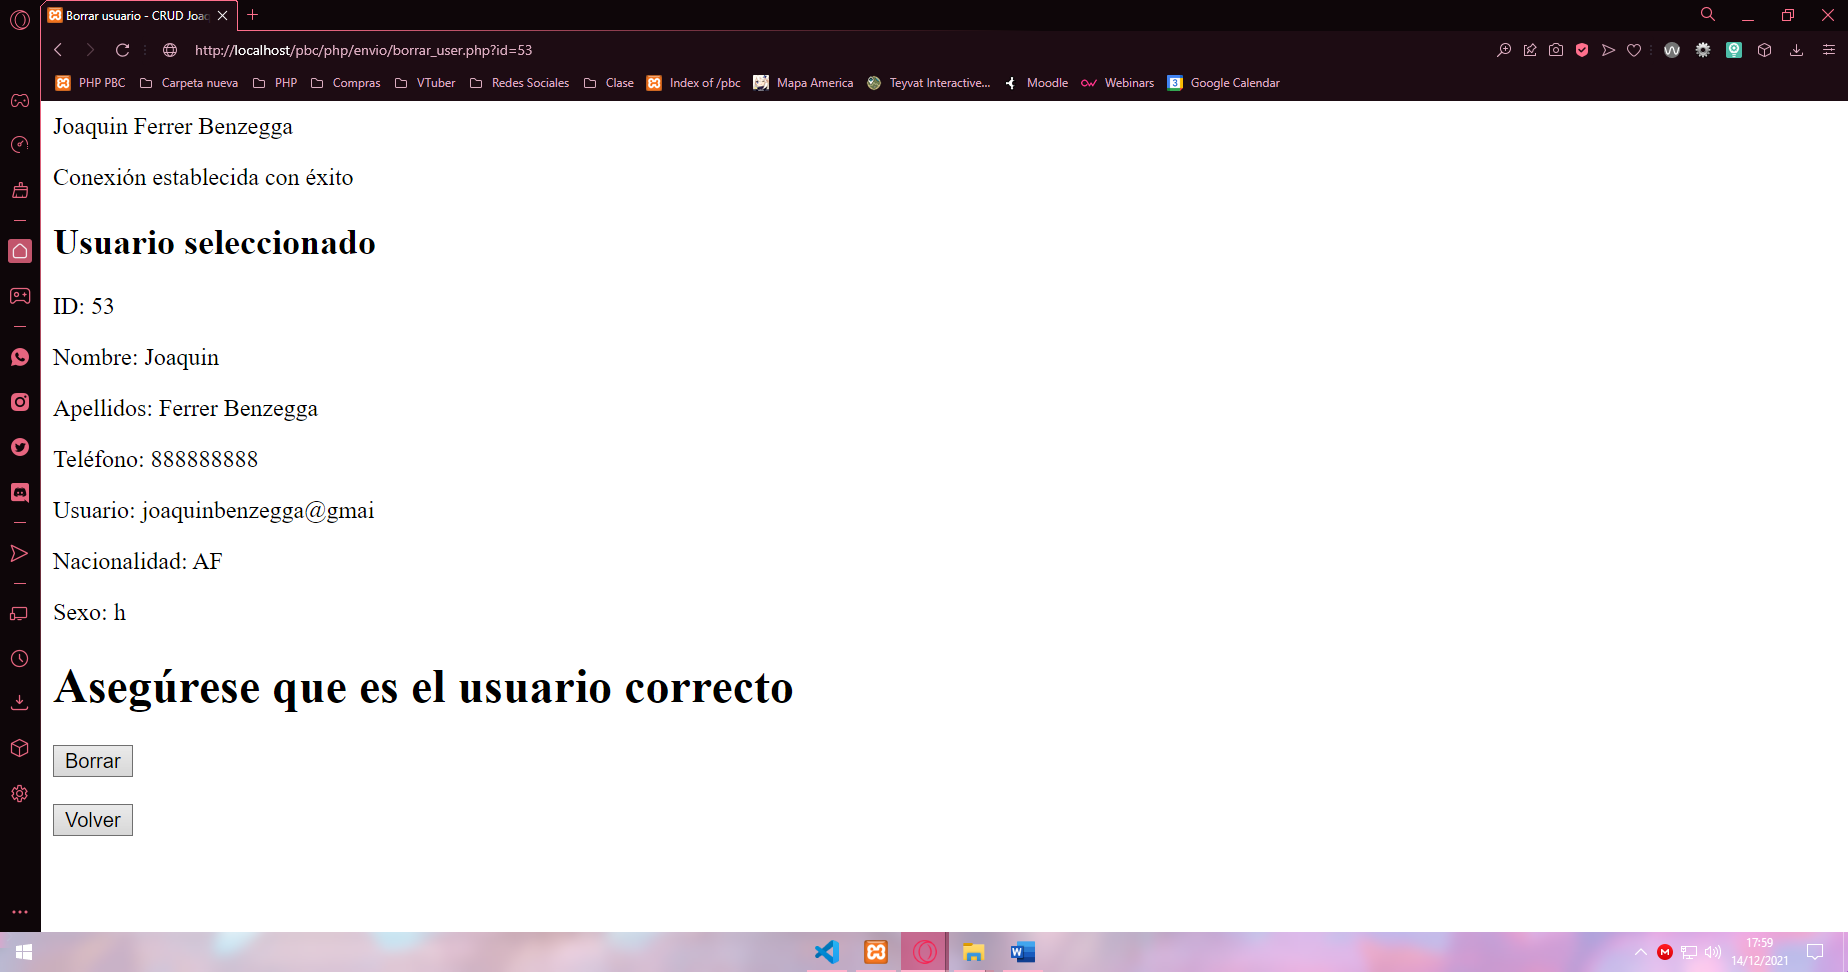 Borrar usuario - CRUD Joaq
http://localhost/pbc/php/envio/borrar_user.php?id=53
PHP PBC Carpeta nueva PHP Compras VTuber Redes Sociales Clase Index of /pbc Mapa America Teyvat Interactive... Moodle Webinars Google Calendar
Joaquin Ferrer Benzegga
Conexión establecida con éxito
Usuario seleccionado
ID: 53
Nombre: Joaquin
Apellidos: Ferrer Benzegga
Teléfono: 888888888
Usuario: joaquinbenzegga@gmai
Nacionalidad: AF
Sexo: h
Asegúrese que es el usuario correcto
Borrar
Volver
17:59
14/12/2021